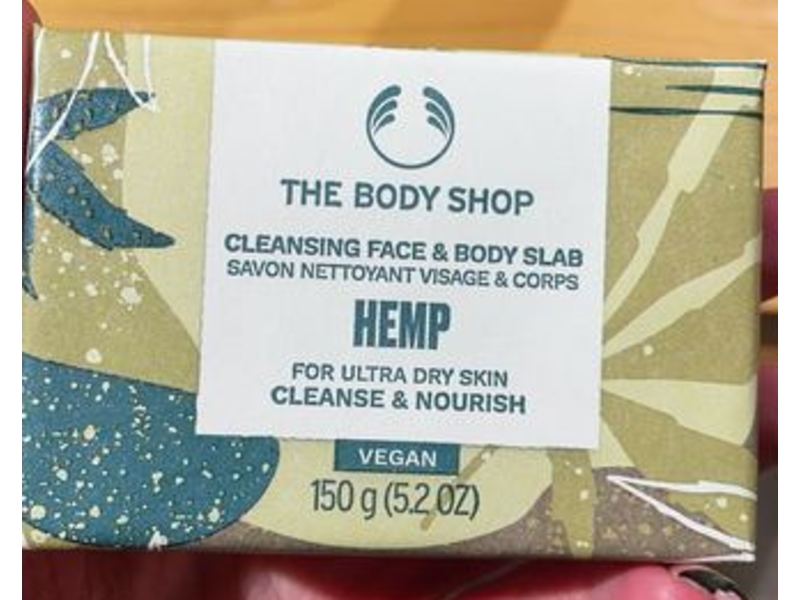 THE BODY SHOP
CLEANSING FACE & BODY SLAB
SAVON NETTOYANT VISAGE & CORPS
HEMP
FOR ULTRA DRY SKIN
CLEANSE & NOURISH
VEGAN
150 g (5.2 OZ)